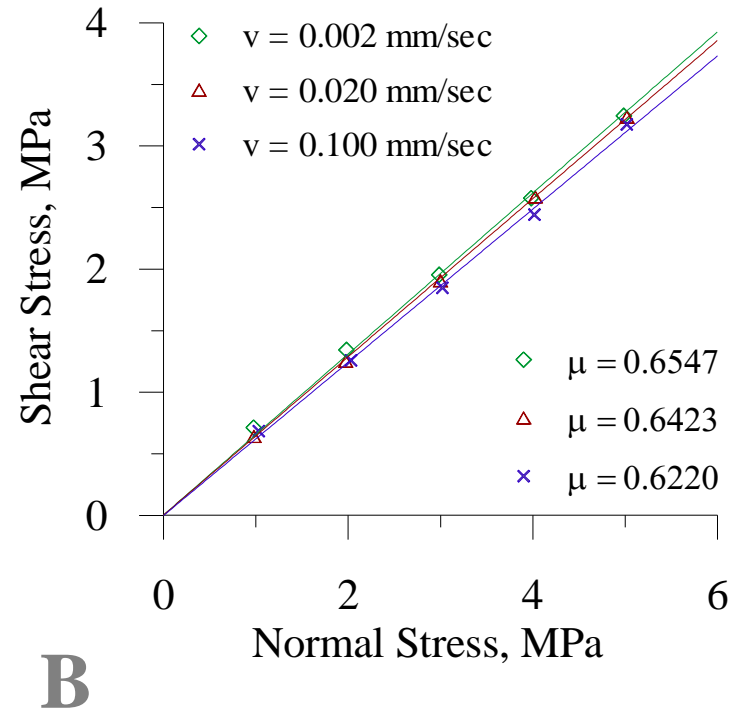 4
v = 0.002 mm/sec
v = 0.020 mm/sec
3
v = 0.100 mm/sec
Shear Stress, MPa
2
1
μ = 0.6547
μ = 0.6423
μ = 0.6220
0
0 2 4 6
Normal Stress, MPa
B